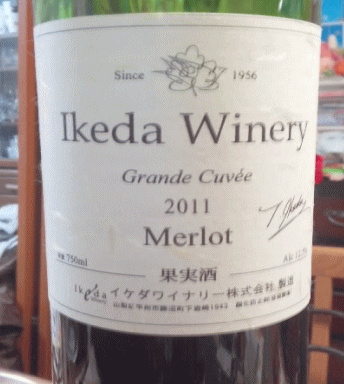 Since 1956
Ikeda Winery
Grande Cuvée
2011
Merlot
750ml
果実酒
Ikeda イケダワイナリー株式会社 製造